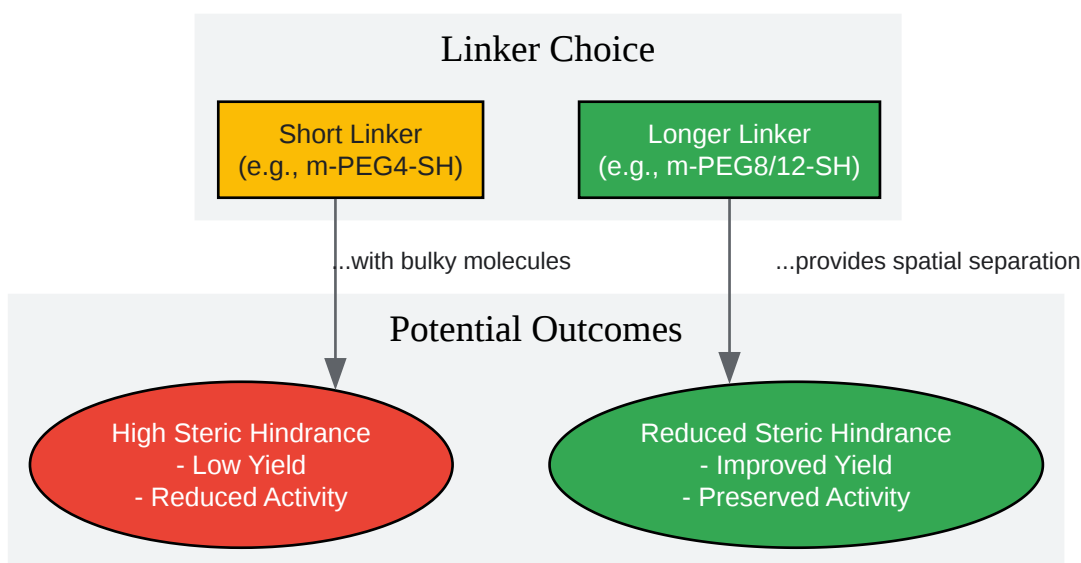 Linker Choice
Short Linker
(e.g., m-PEG4-SH)
Longer Linker
(e.g., m-PEG8/12-SH)
...with bulky molecules
...provides spatial separation
Potential Outcomes
High Steric Hindrance
- Low Yield
- Reduced Activity
Reduced Steric Hindrance
- Improved Yield
- Preserved Activity